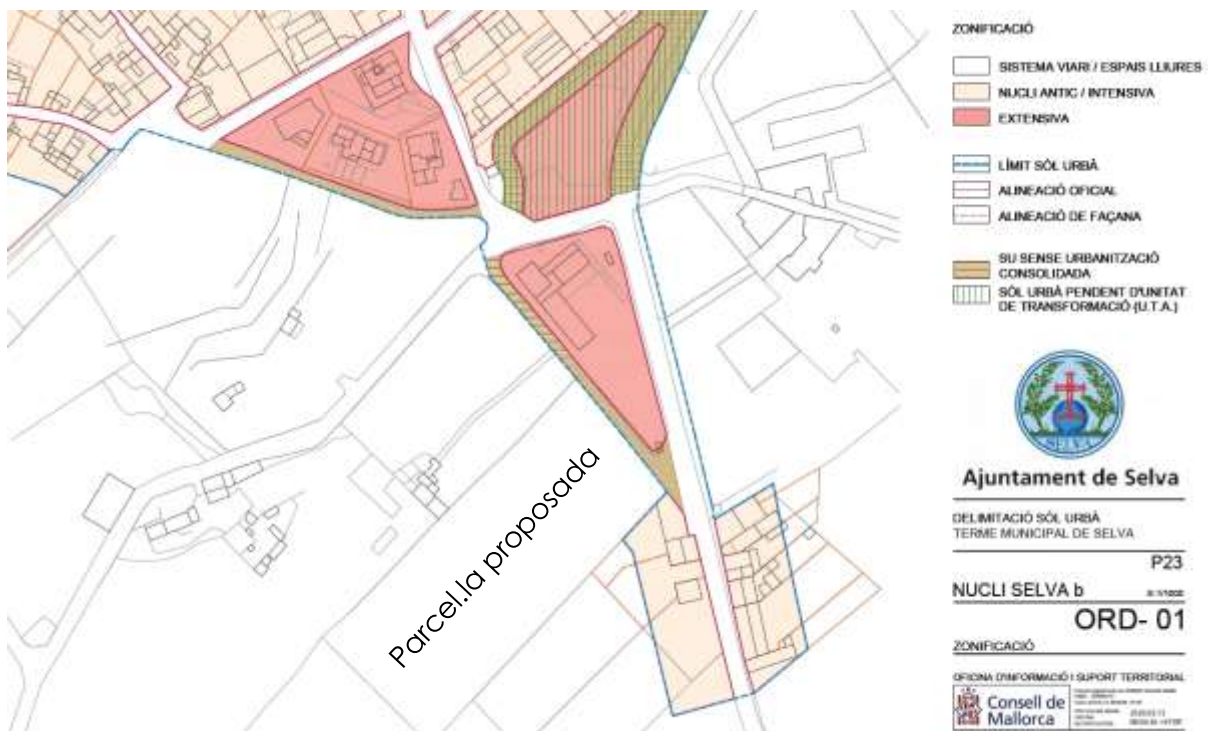 ZONIFICACIÓ
SISTEMA VIARI / ESPAIS LLIURES
NUCLI ANTIC / INTENSIVA
EXTENSIVA
LÍMIT SÒL URBÀ
ALINEACIÓ OFICIAL
ALINEACIÓ DE FAÇANA
SU SENSE URBANITZACIÓ
CONSOLIDADA
SÒL URBÀ PENDENT D'UNITAT
DE TRANSFORMACIÓ (U.T.A.)
Parcel.la proposada
SELVA
Ajuntament de Selva
DELIMITACIÓ SÒL URBÀ
TERME MUNICIPAL DE SELVA
P23
NUCLI SELVA b
ORD- 01
ZONIFICACIÓ
OFICINA D'INFORMACIÓ I SUPORT TERRITORIAL
Consell de
Mallorca